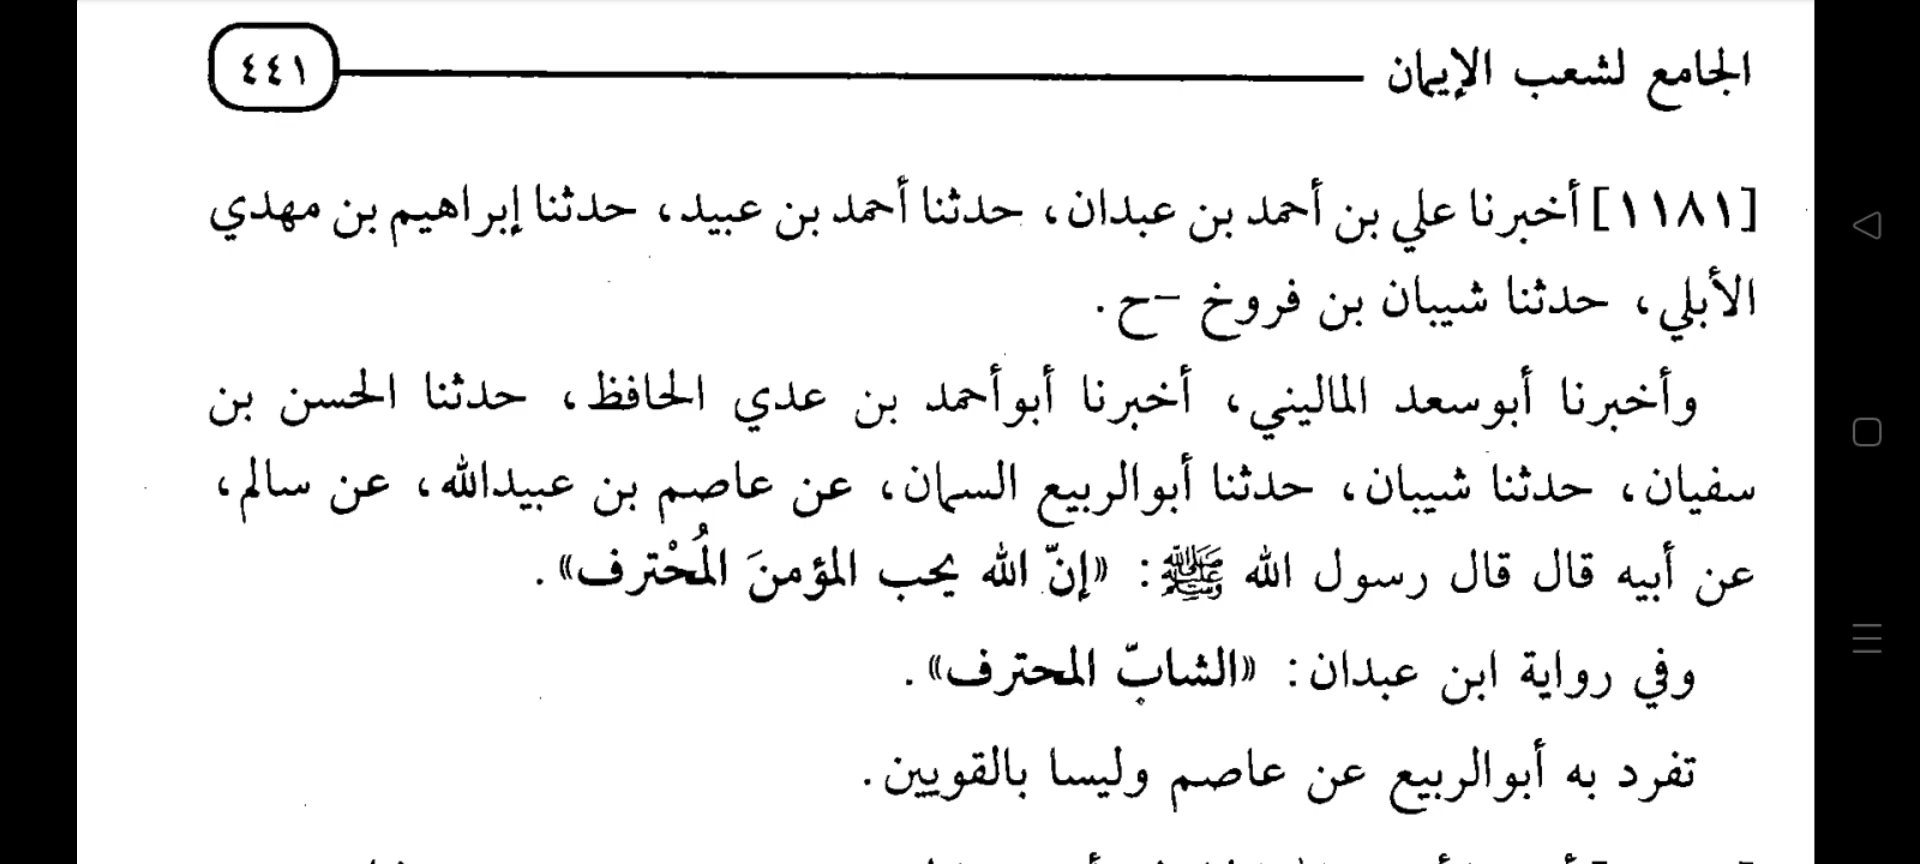 الجامع لشعب الإيمان ٤٤١
[١١٨١] أخبرنا علي بن أحمد بن عبدان، حدثنا أحمد بن عبيد، حدثنا إبراهيم بن مهدي
الأبلي، حدثنا شيبان بن فروخ -ح.
وأخبرنا أبوسعد الماليني، أخبرنا أبوأحمد بن عدي الحافظ، حدثنا الحسن بن
سفيان، حدثنا شيبان، حدثنا أبوالربيع السمان، عن عاصم بن عبيدالله، عن سالم،
عن أبيه قال قال رسول الله ﷺ: «إنّ الله يحب المؤمنَ المُحْترف».
وفي رواية ابن عبدان: «الشابّ المحترف».
تفرد به أبوالربيع عن عاصم وليسا بالقويين.